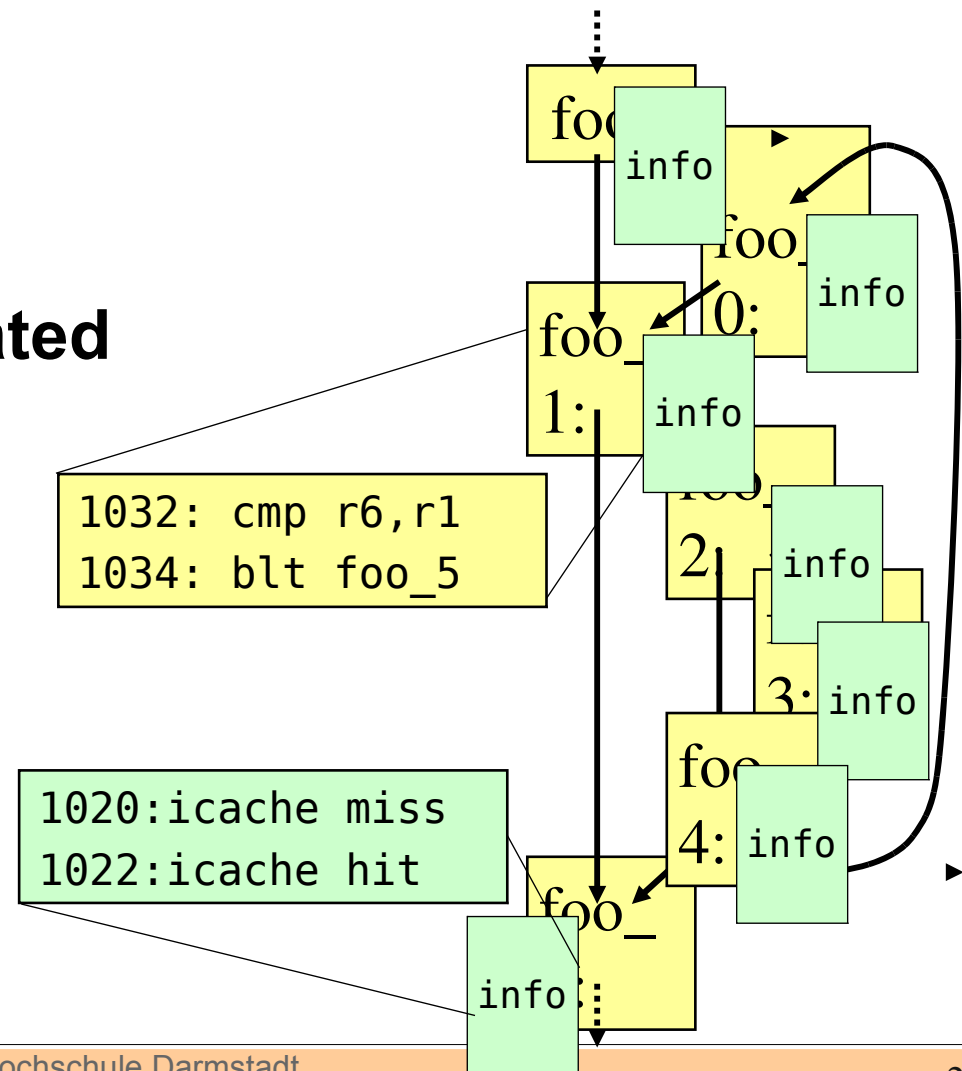 info
foo_
0:
info
ated
foo_
1:
info
1032: cmp r6,r1
1034: blt foo_5
foo_
2:
info
3:
info
foo
4:
info
1020:icache miss
1022:icache hit
foo_
info
ochschule Darmstadt